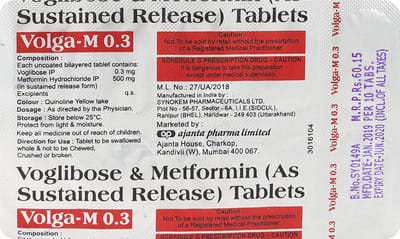 Voglibose & Metformin (As
Sustained Release) Tablets
Volga-M 0.3
Caution
Not To be sold by retail without the prescription
of a Registered Medical Practitioner.
Composition :
Each uncoated bilayered tablet contains:
Voglibose IP 0.3 mg
Metformin Hydrochloride IP 500 mg
(in sustained release form)
Excipients q.s.
Colour : Quinoline Yellow lake
Dosage : As directed by the Physician.
Storage : Store below 25°C.
Protect from light & moisture.
Keep all medicine out of reach of children.
Direction for Use : Tablet to be swallowed
whole & not to be Chewed,
Crushed or broken.
SCHEDULE G PRESCRIPTION DRUG - CAUTION
It is dangerous to take this preparation
except under medical supervision.
M.L. No.: 27/UA/2018
Manufactured in India by :
SYNOKEM PHARMACEUTICALS LTD.
Plot No - 56-57, Sector -6A, I.I.E.(SIDCUL),
Ranipur (BHEL), Haridwar - 249 403 (Uttarakhand)
Marketed by :
ap ajanta pharma limited
Ajanta House, Charkop,
Kandivli (W), Mumbai 400 067.
3016104
B.No.SY0149A M.R.P.Rs.60.15
MFD.DATE-JAN.2019 PER 10 TABS.
EXPIRY DATE-JUN.2020 (INCL.OF ALL TAXES)
Voglibose & Metformin (As
Sustained Release) Tablets
Volga-M 0.3
Caution
Not To be sold by retail without the prescription
of a Registered Medical Practitioner.
Composition :
SCHEDULE G PRESCRIPTION DRUG - CAUTION